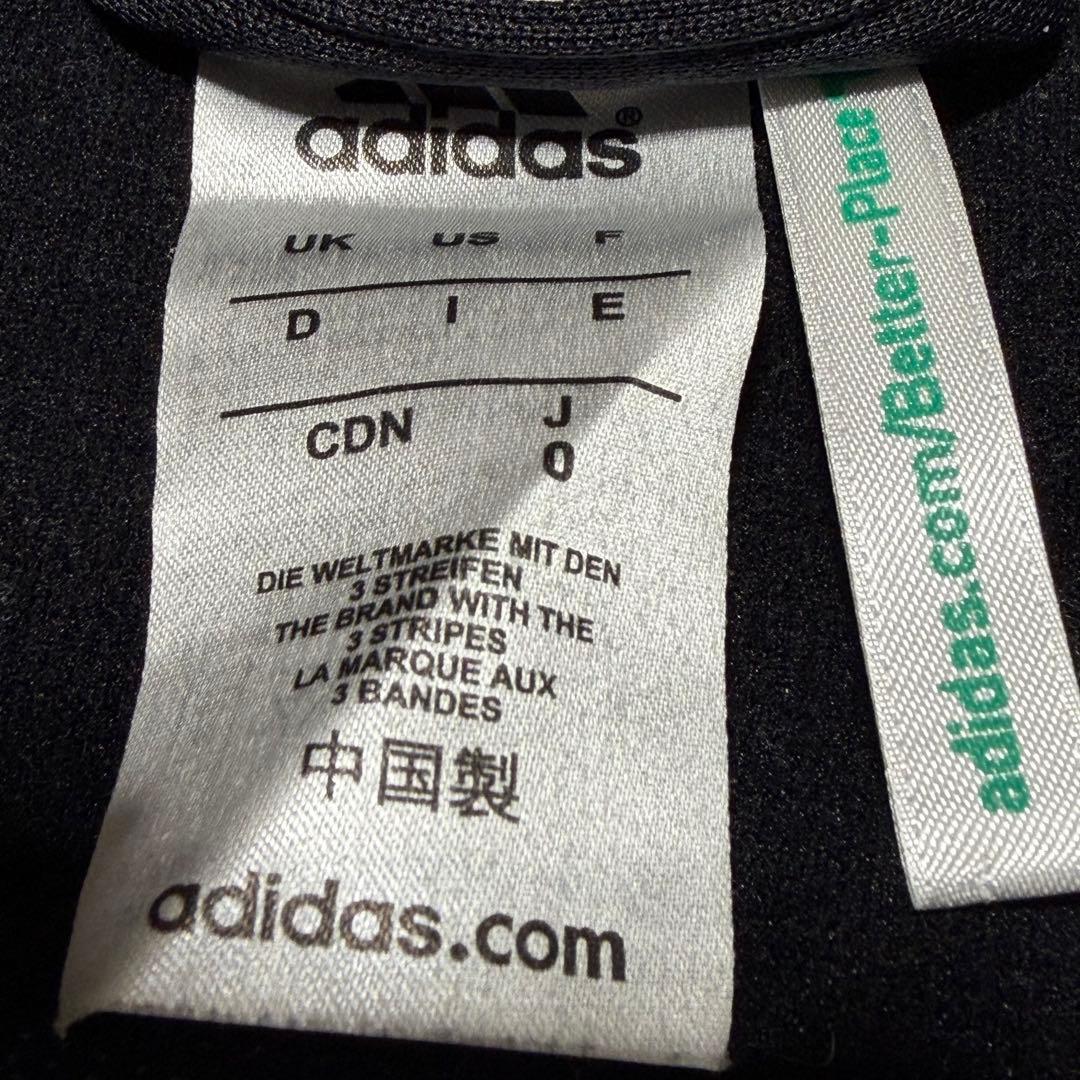 adidas®
UK US F
D I E
CDN J
O
DIE WELTMARKE MIT DEN
3 STREIFEN
THE BRAND WITH THE
3 STRIPES
LA MARQUE AUX
3 BANDES
中国製
adidas.com
adidas.com/Better-Place